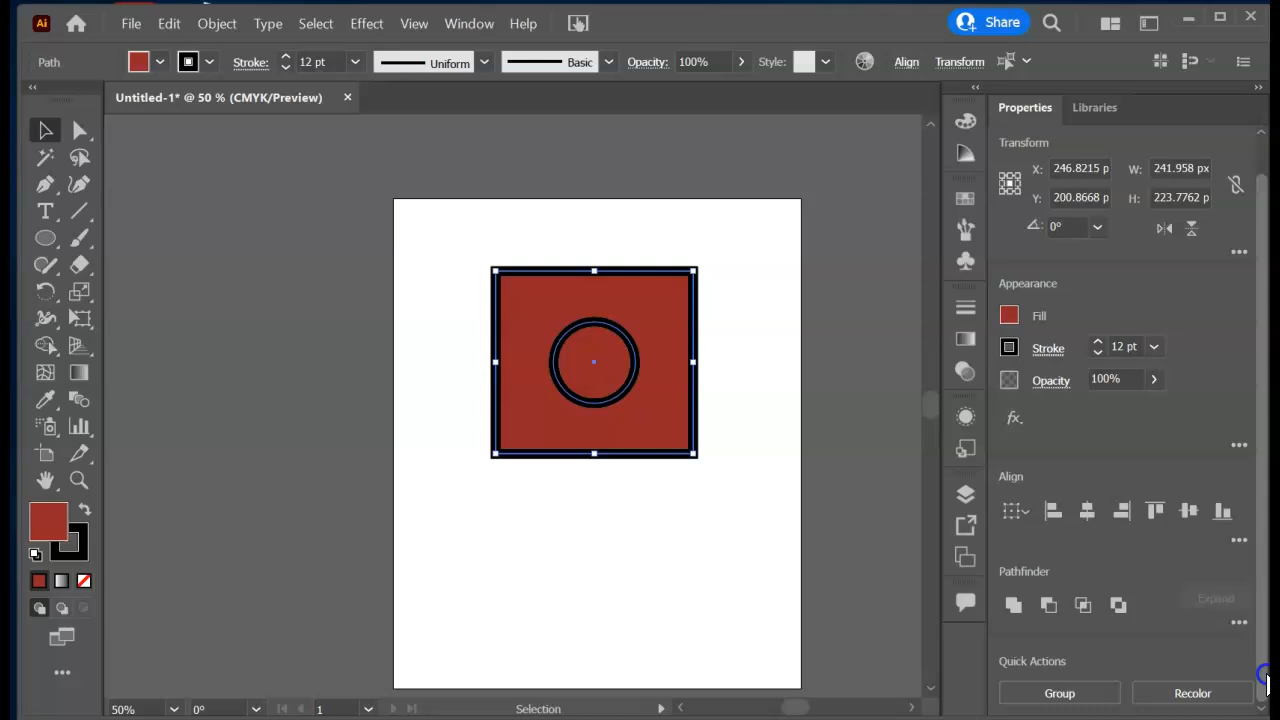 Ai File Edit Object Type Select Effect View Window Help Share
Path Stroke: 12 pt Uniform Basic Opacity: 100% Style: Align Transform
Untitled-1* @ 50 % (CMYK/Preview)
Properties Libraries
Transform
X: 246.8215 p W: 241.958 px
Y: 200.8668 p H: 223.7762 p
0°
Appearance
Fill
Stroke 12 pt
Opacity 100%
fx
Align
Pathfinder
Expand
Quick Actions
Group Recolor
50% 0° 1 Selection